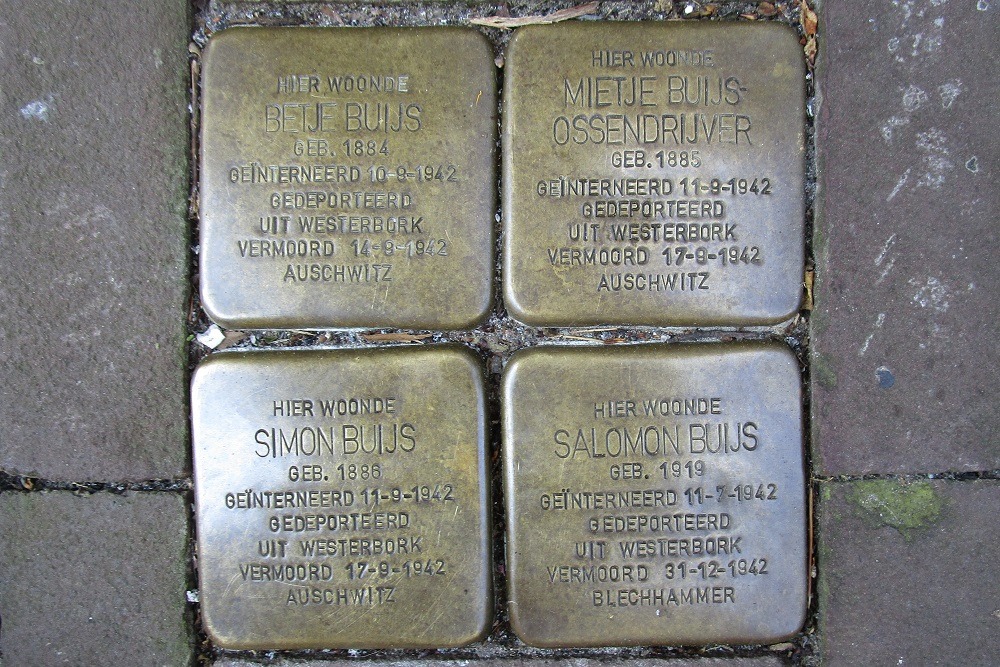 HIER WOONDE
BETJE BUIJS
GEB. 1884
GEÏNTERNEERD 10-9-1942
GEDEPORTEERD
UIT WESTERBORK
VERMOORD 14-9-1942
AUSCHWITZ
HIER WOONDE
MIETJE BUIJS-
OSSENDRIJVER
GEB. 1885
GEÏNTERNEERD 11-9-1942
GEDEPORTEERD
UIT WESTERBORK
VERMOORD 17-9-1942
AUSCHWITZ
HIER WOONDE
SIMON BUIJS
GEB. 1886
GEÏNTERNEERD 11-9-1942
GEDEPORTEERD
UIT WESTERBORK
VERMOORD 17-9-1942
AUSCHWITZ
HIER WOONDE
SALOMON BUIJS
GEB. 1919
GEÏNTERNEERD 11-7-1942
GEDEPORTEERD
UIT WESTERBORK
VERMOORD 31-12-1942
BLECHHAMMER